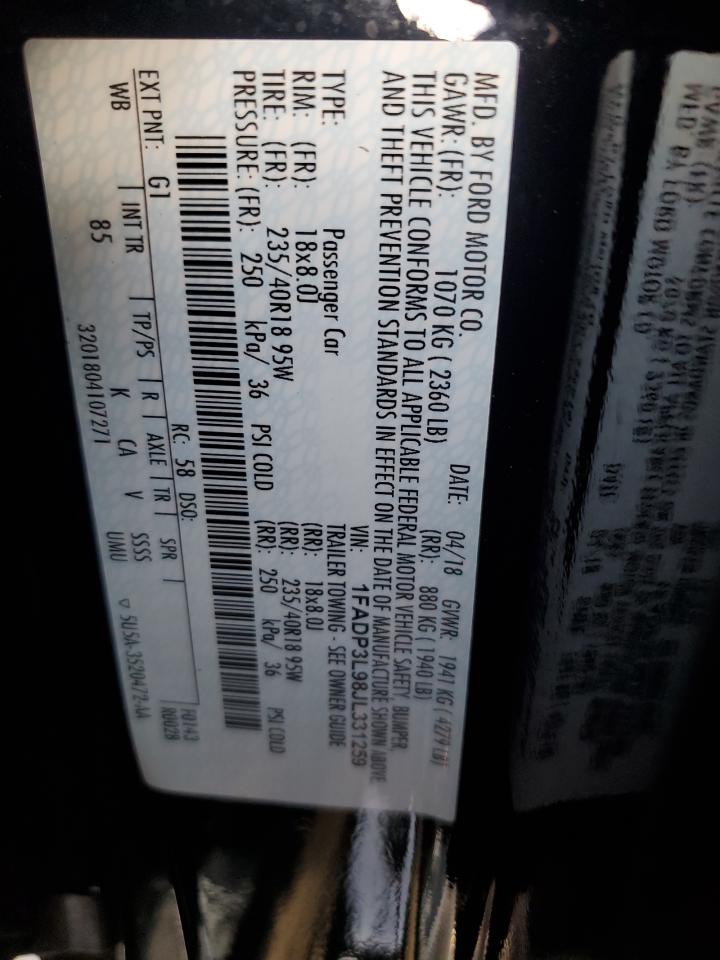 MFD. BY FORD MOTOR CO.
DATE: 04/18 GVWR: 1941 KG ( 4279 LB)
GAWR: (FR): 1070 KG ( 2360 LB) (RR): 880 KG ( 1940 LB)
THIS VEHICLE CONFORMS TO ALL APPLICABLE FEDERAL MOTOR VEHICLE SAFETY, BUMPER,
AND THEFT PREVENTION STANDARDS IN EFFECT ON THE DATE OF MANUFACTURE SHOWN ABOVE
VIN: 1FADP3L98JL331259
TYPE: Passenger Car TRAILER TOWING - SEE OWNER GUIDE
RIM: (FR): 18x8.0J (RR): 18x8.0J
TIRE: (FR): 235/40R18 95W (RR): 235/40R18 95W
PRESSURE: (FR): 250 kPa/ 36 PSI COLD (RR): 250 kPa/ 36 PSI COLD
EXT PNT: G1 RC: 58 DSO:
WB | INT TR | TP/PS | R | AXLE | TR | SPR |
85 K CA V SSSS
UMU
3201804107271
▽ 5U5A-3520472-AA